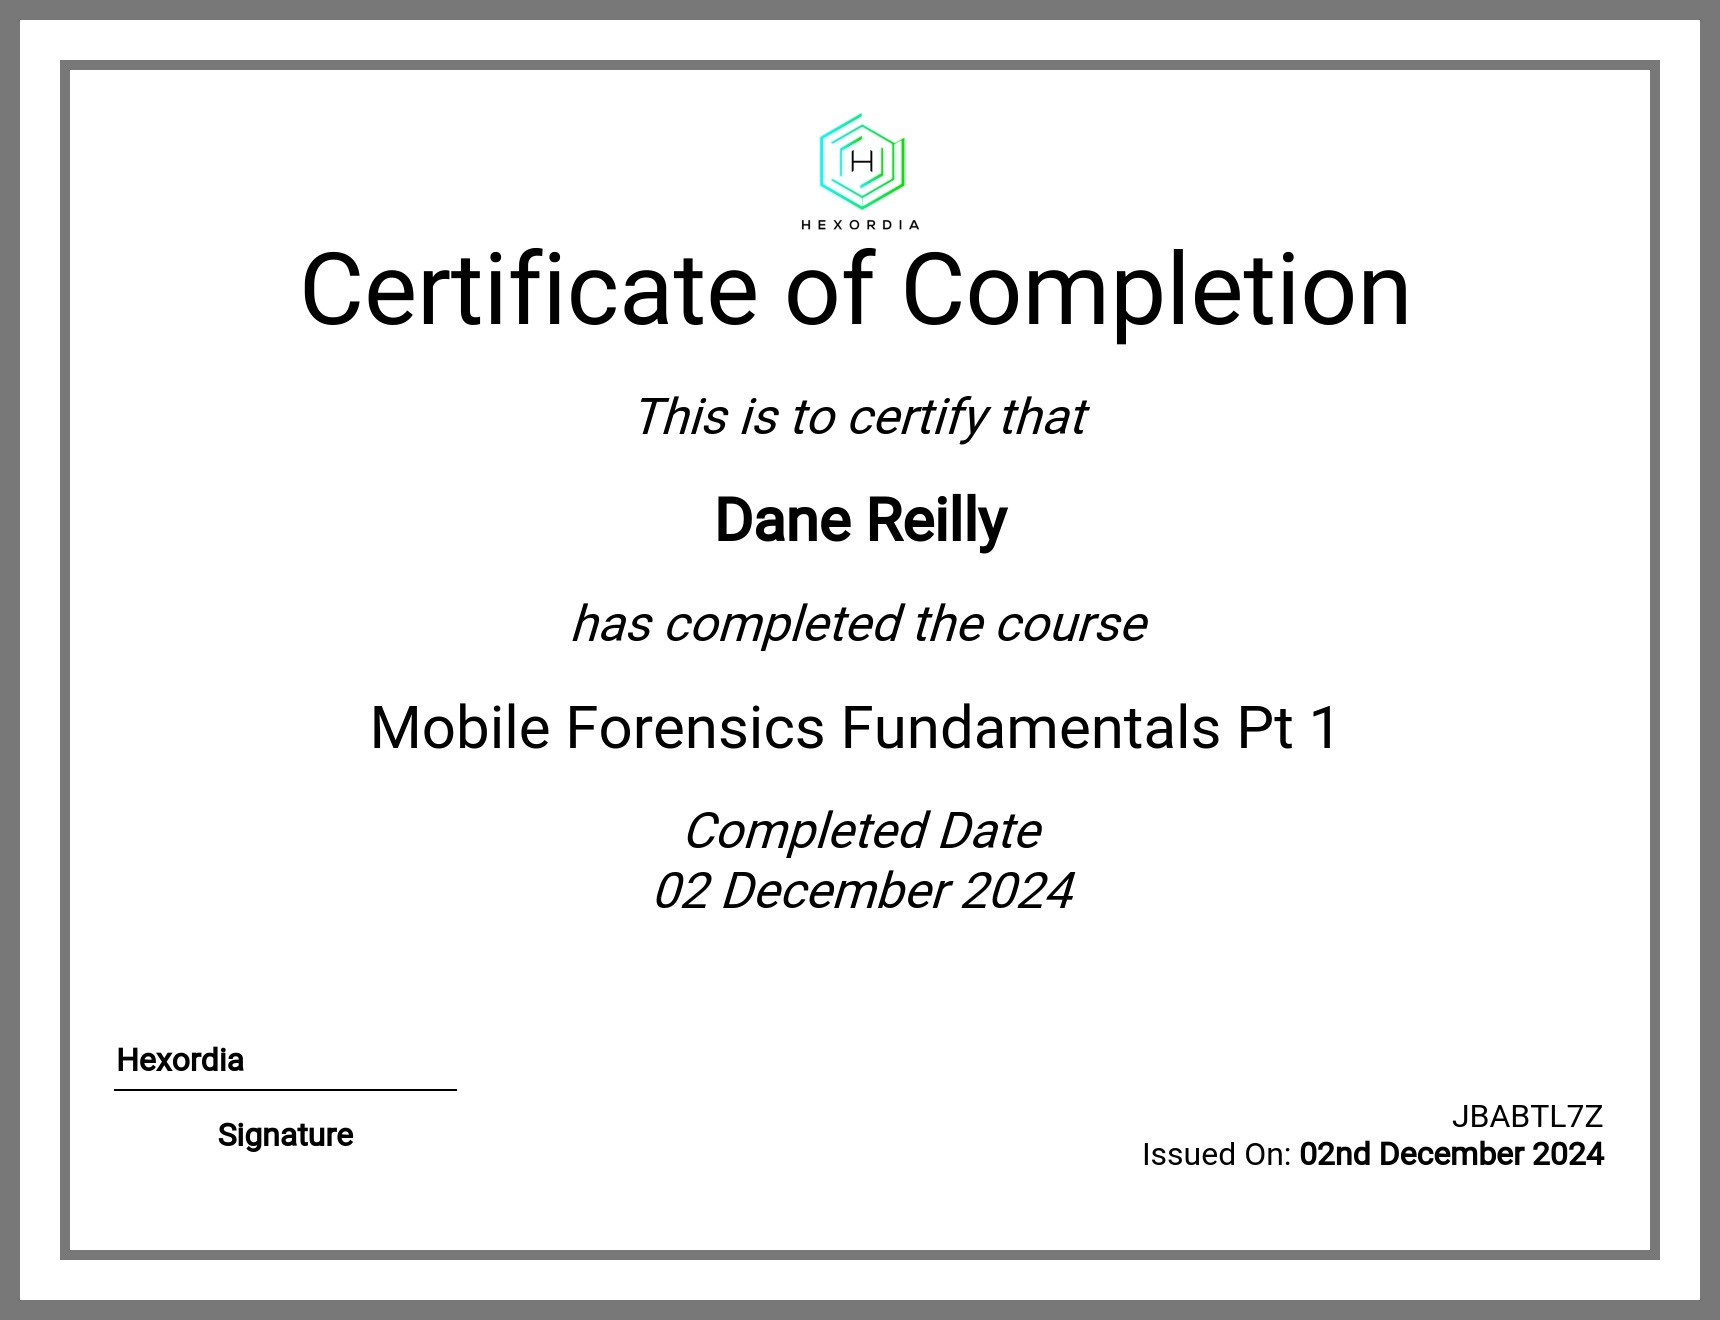 H
HEXORDIA
Certificate of Completion
This is to certify that
Dane Reilly
has completed the course
Mobile Forensics Fundamentals Pt 1
Completed Date
02 December 2024
Hexordia
Signature
JBABTL7Z
Issued On: 02nd December 2024